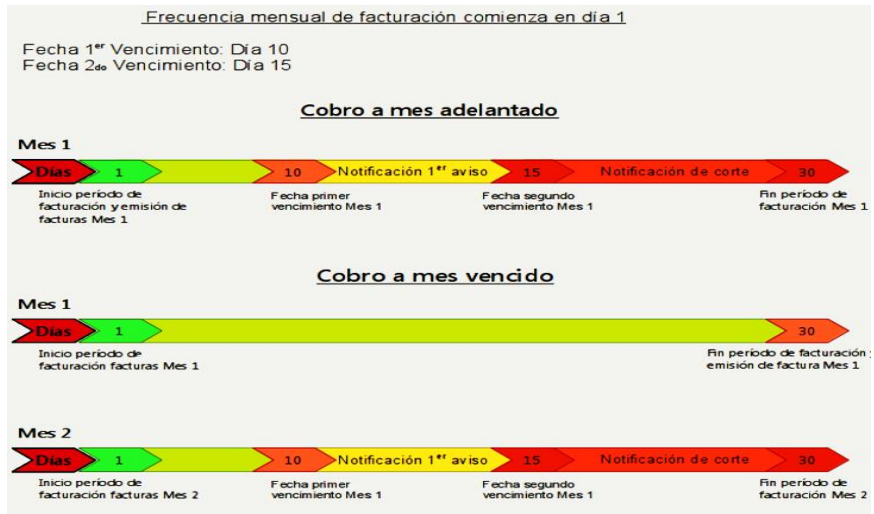 Frecuencia mensual de facturación comienza en día 1
Fecha 1er Vencimiento: Día 10
Fecha 2do Vencimiento: Día 15
Cobro a mes adelantado
Mes 1
Días 1 10 Notificación 1er aviso 15 Notificación de corte 30
Inicio período de
facturación y emisión de
facturas Mes 1
Fecha primer
vencimiento Mes 1
Fecha segundo
vencimiento Mes 1
Fin período de
facturación Mes 1
Cobro a mes vencido
Mes 1
Días 1 30
Inicio período de
facturación facturas Mes 1
Fin período de facturación y
emisión de factura Mes 1
Mes 2
Días 1 10 Notificación 1er aviso 15 Notificación de corte 30
Inicio período de
facturación facturas Mes 2
Fecha primer
vencimiento Mes 1
Fecha segundo
vencimiento Mes 1
Fin período de
facturación Mes 2